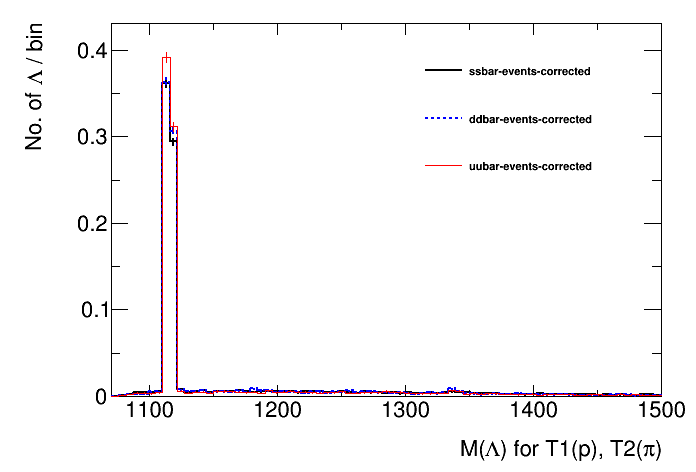 No. of Λ / bin
0.4
0.3
0.2
0.1
0
ssbar-events-corrected
ddbar-events-corrected
uubar-events-corrected
1100 1200 1300 1400 1500
M(Λ) for T1(p), T2(π)